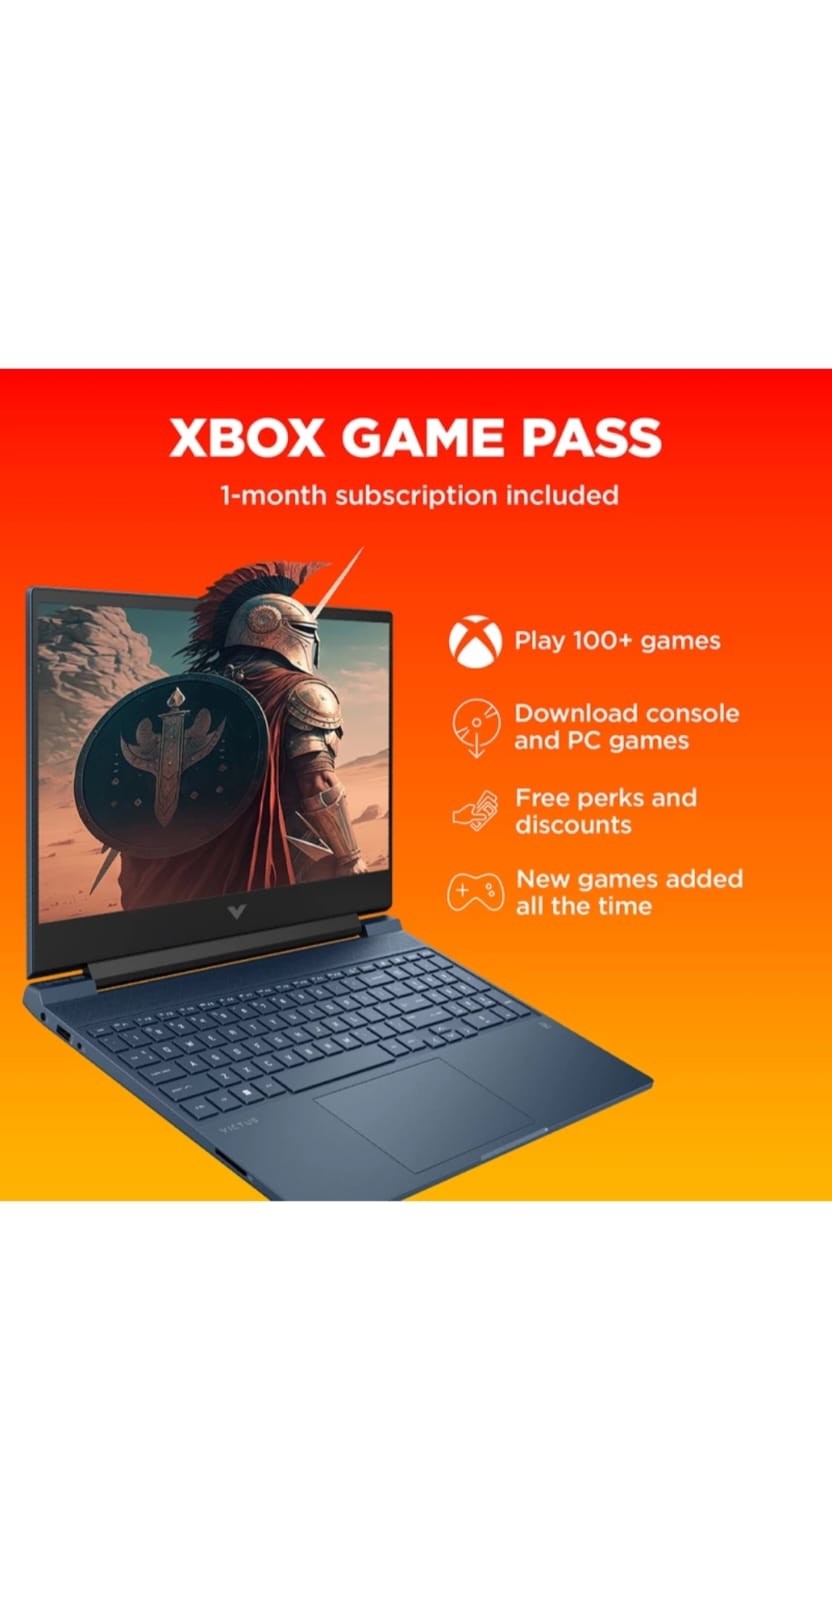 XBOX GAME PASS
1-month subscription included
Play 100+ games
Download console
and PC games
Free perks and
discounts
New games added
all the time
VICTUS